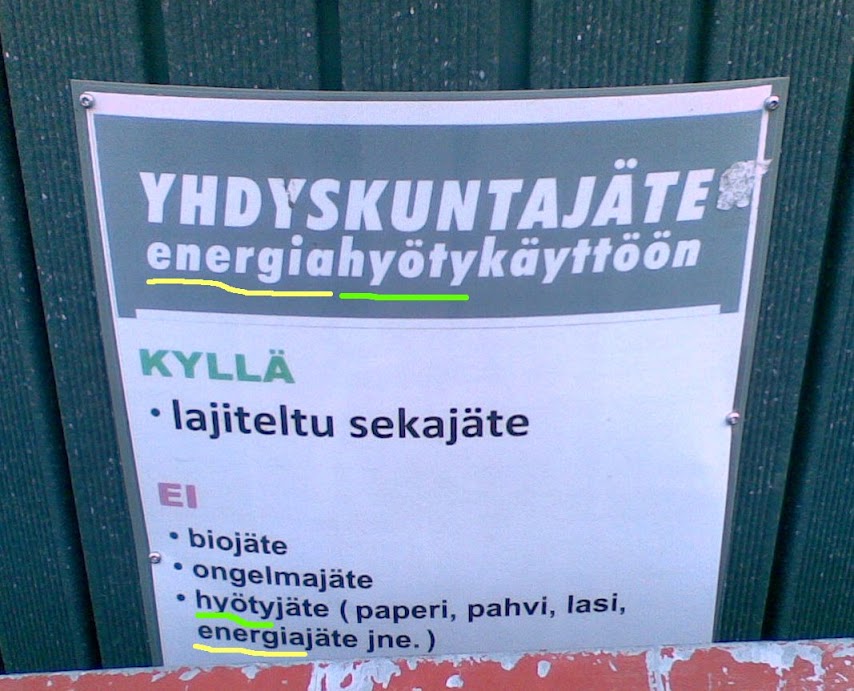 YHDYSKUNTAJÄTE
energiahyötykäyttöön
KYLLÄ
• lajiteltu sekajäte
EI
• biojäte
• ongelmajäte
• hyötyjäte ( paperi, pahvi, lasi,
energiajäte jne. )